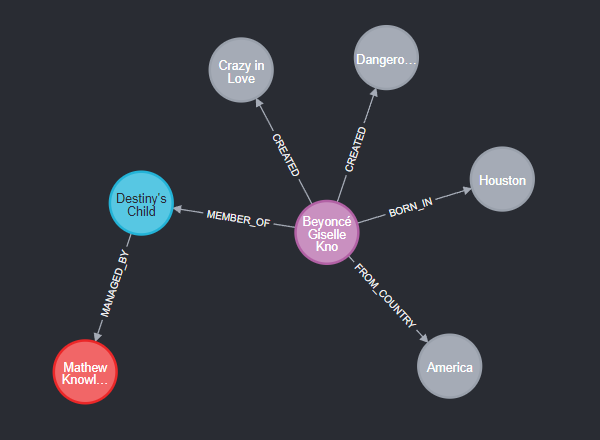 Crazy in
Love
Dangero...
CREATED
CREATED
Houston
BORN_IN
Destiny's
Child
MEMBER_OF
Beyoncé
Giselle
Kno
MANAGED_BY
FROM_COUNTRY
Mathew
Knowl...
America